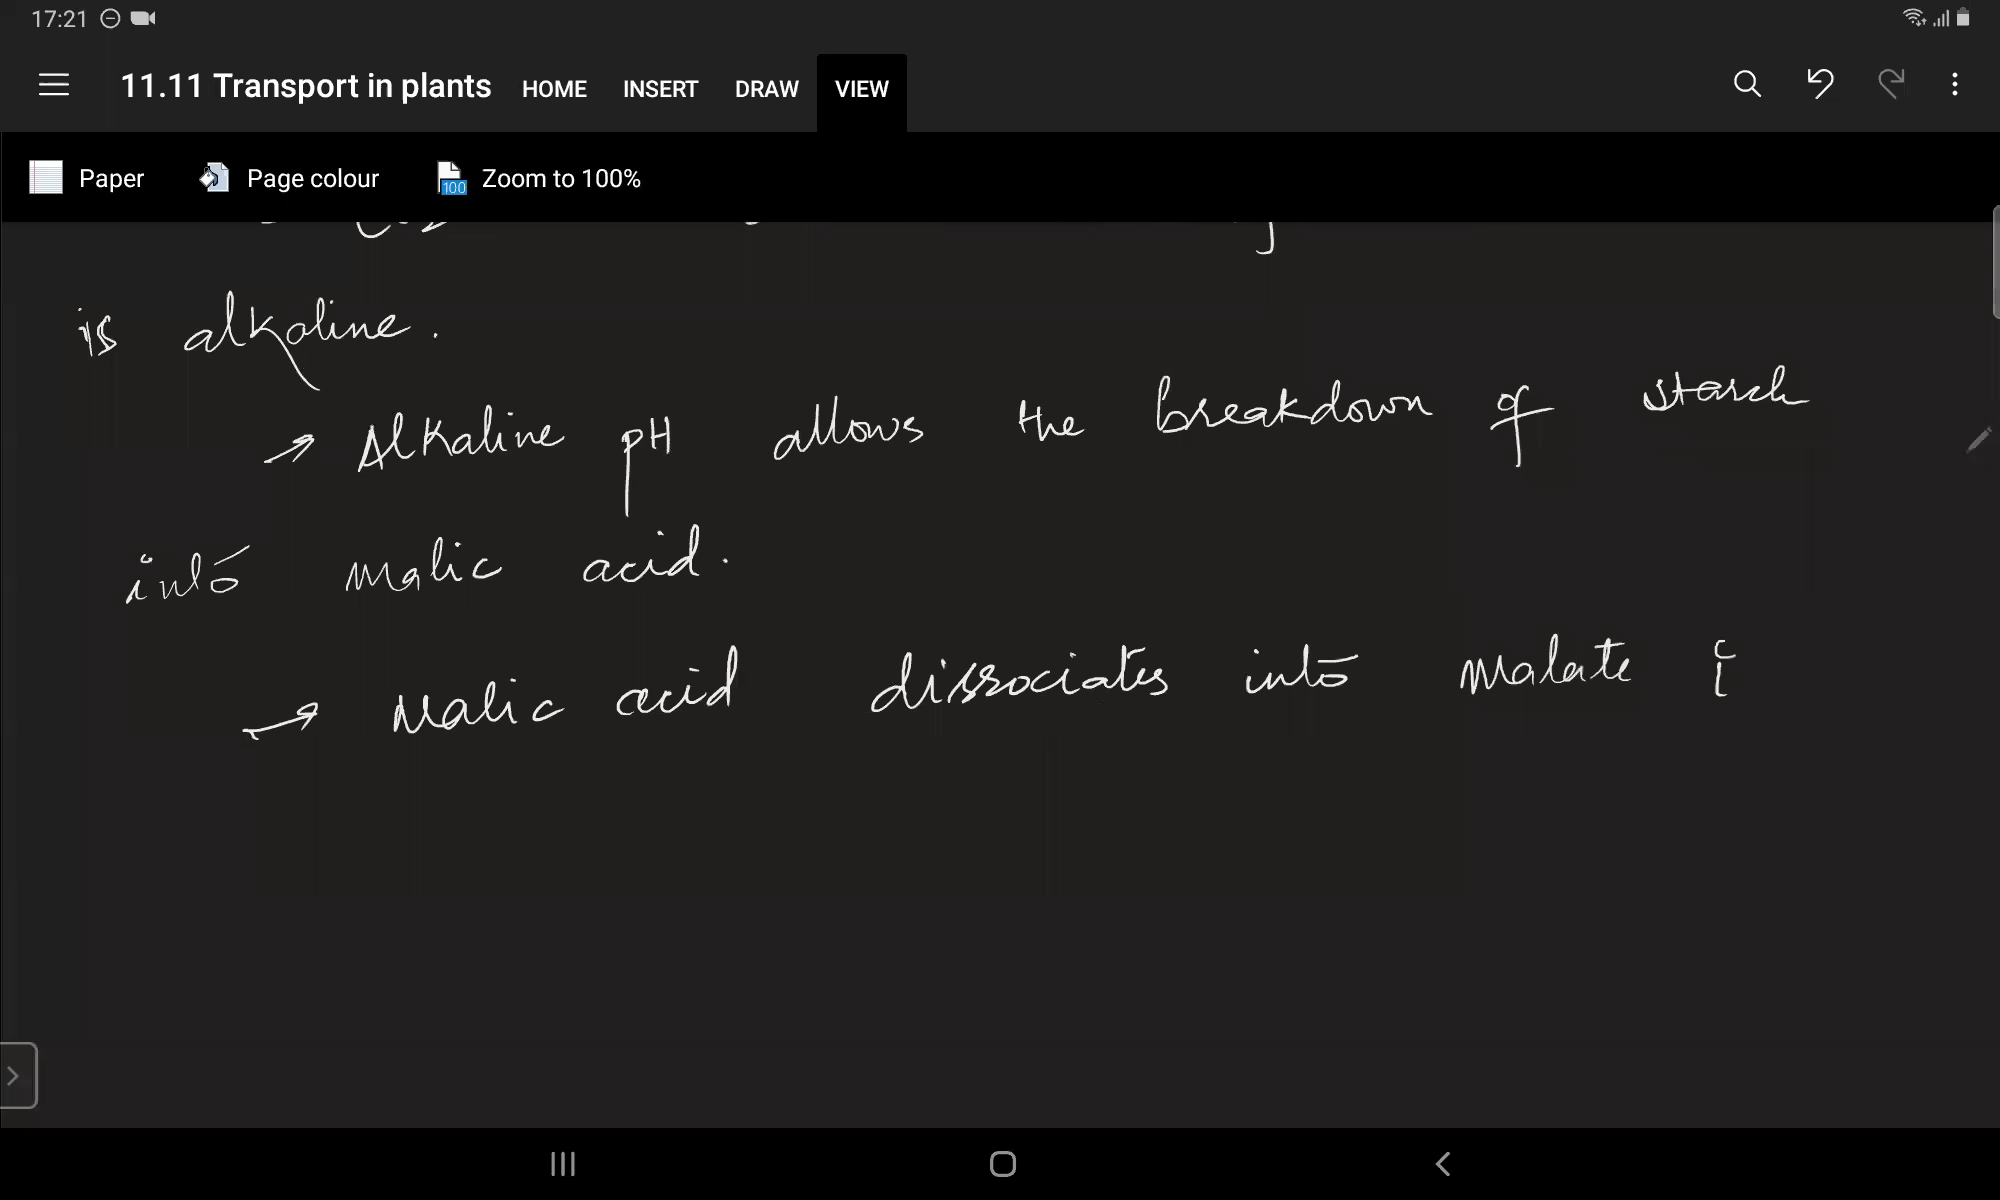 17:21
11.11 Transport in plants HOME INSERT DRAW VIEW
Paper Page colour 100 Zoom to 100%
is alkaline.
→ Alkaline pH allows the breakdown of starch
into malic acid.
→ Malic acid dissociates into malate